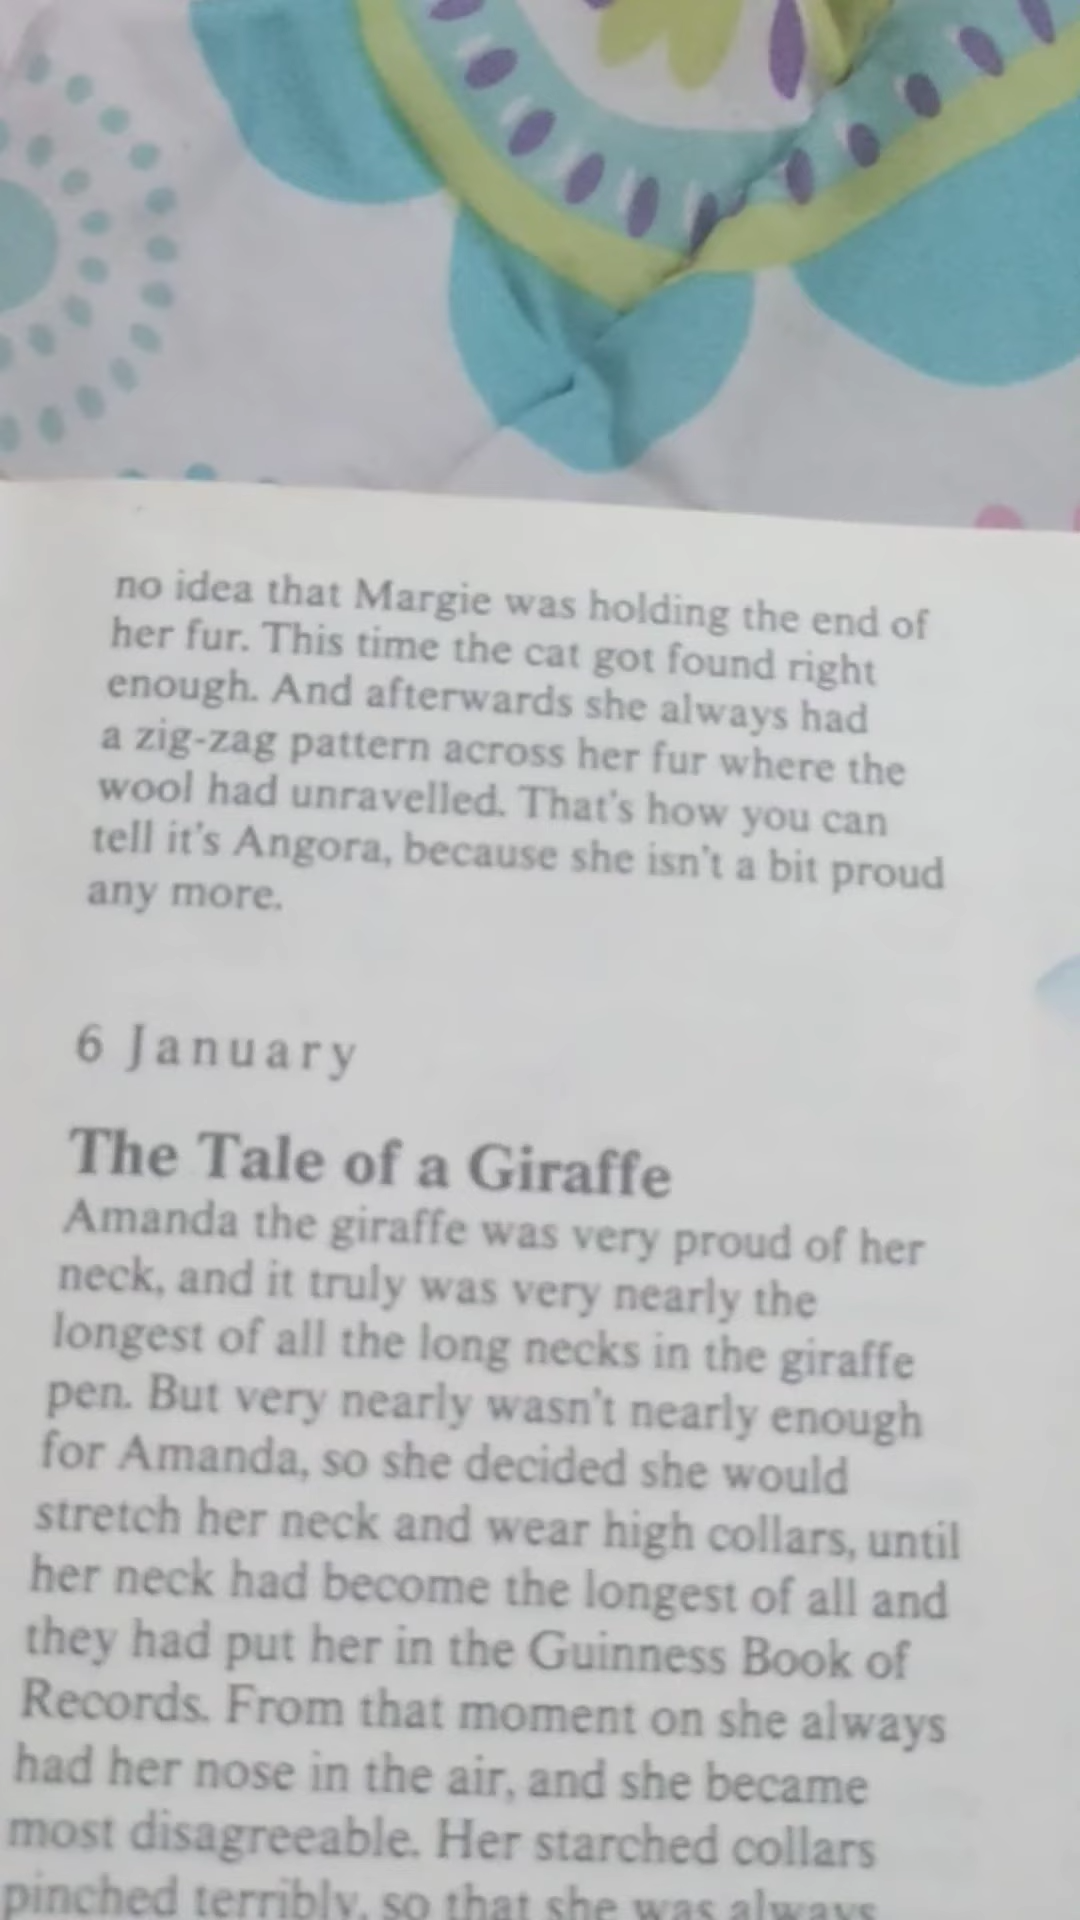 no idea that Margie was holding the end of
her fur. This time the cat got found right
enough. And afterwards she always had
a zig-zag pattern across her fur where the
wool had unravelled. That's how you can
tell it's Angora, because she isn't a bit proud
any more.
6 January
The Tale of a Giraffe
Amanda the giraffe was very proud of her
neck, and it truly was very nearly the
longest of all the long necks in the giraffe
pen. But very nearly wasn't nearly enough
for Amanda, so she decided she would
stretch her neck and wear high collars, until
her neck had become the longest of all and
they had put her in the Guinness Book of
Records. From that moment on she always
had her nose in the air, and she became
most disagreeable. Her starched collars
pinched terribly, so that she was always